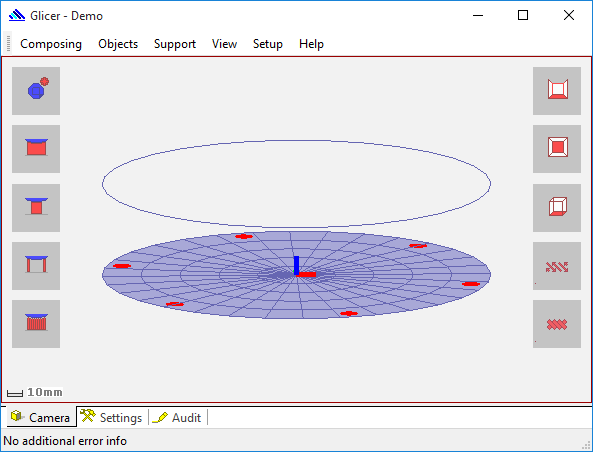 Glicer - Demo
Composing Objects Support View Setup Help
10mm
Camera Settings Audit
No additional error info